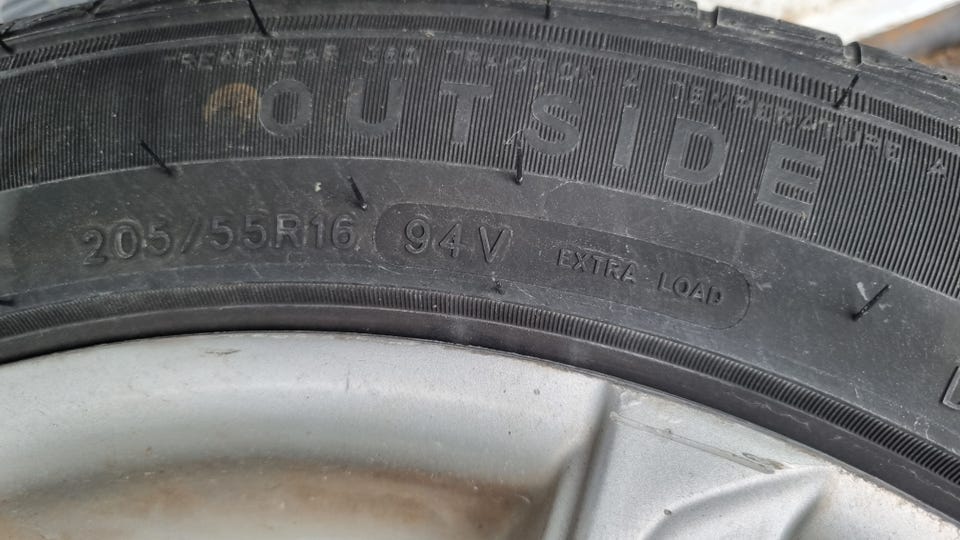 TREADWEAR 380 TRACTION A TEMPERATURE A
OUTSIDE
205/55R16 94V EXTRA LOAD